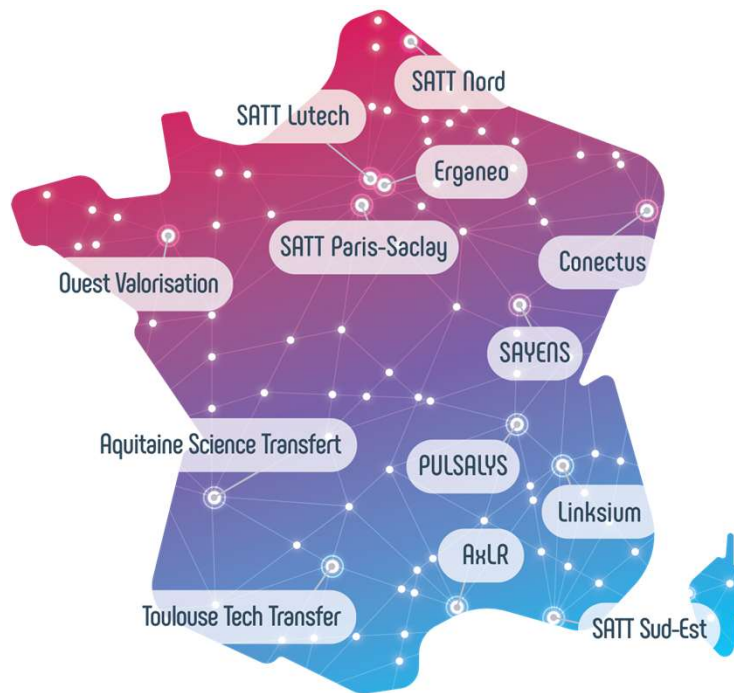 SATT Nord
SATT Lutech
Erganeo
SATT Paris-Saclay
Conectus
Ouest Valorisation
SAYENS
Aquitaine Science Transfert
PULSALYS
Linksium
AxLR
Toulouse Tech Transfer
SATT Sud-Est